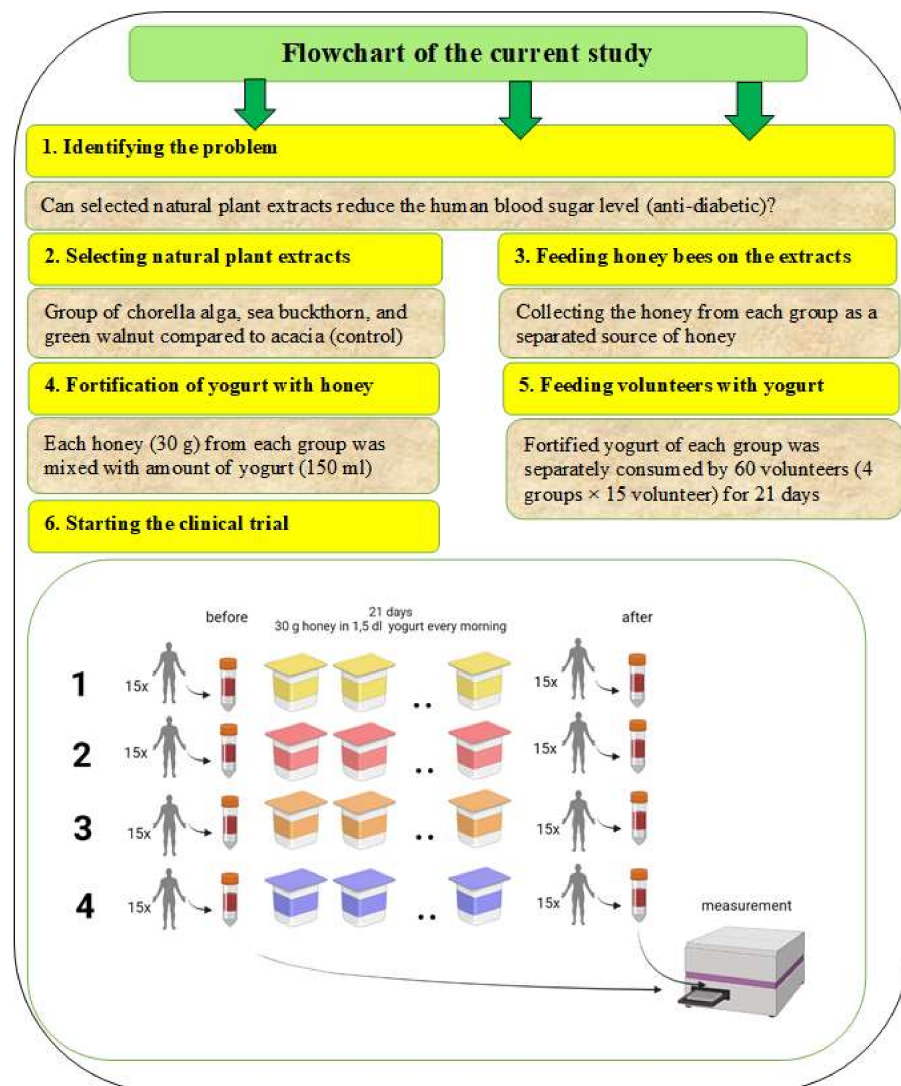 Flowchart of the current study
1. Identifying the problem
Can selected natural plant extracts reduce the human blood sugar level (anti-diabetic)?
2. Selecting natural plant extracts
Group of chorella alga, sea buckthorn, and
green walnut compared to acacia (control)
3. Feeding honey bees on the extracts
Collecting the honey from each group as a
separated source of honey
4. Fortification of yogurt with honey
Each honey (30 g) from each group was
mixed with amount of yogurt (150 ml)
5. Feeding volunteers with yogurt
Fortified yogurt of each group was
separately consumed by 60 volunteers (4
groups × 15 volunteer) for 21 days
6. Starting the clinical trial
before
21 days
30 g honey in 1,5 dl yogurt every morning
after
1
15x
..
15x
2
15x
..
15x
3
15x
..
15x
4
15x
..
15x
measurement